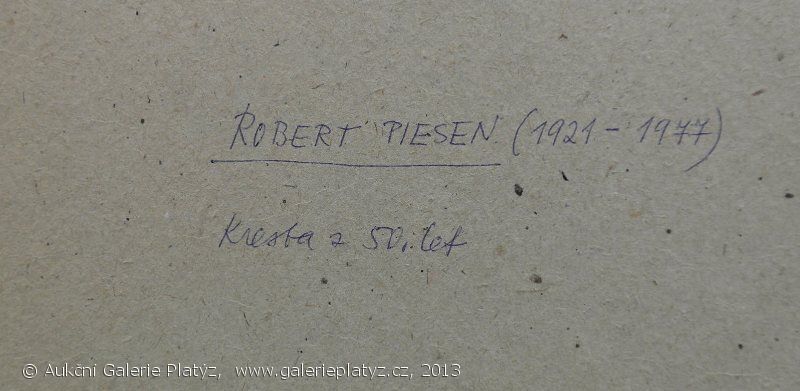 ROBERT PIESEN (1921 - 1977)
Kresba z 50. let
© Aukční Galerie Platýz, www.galerieplatyz.cz, 2013